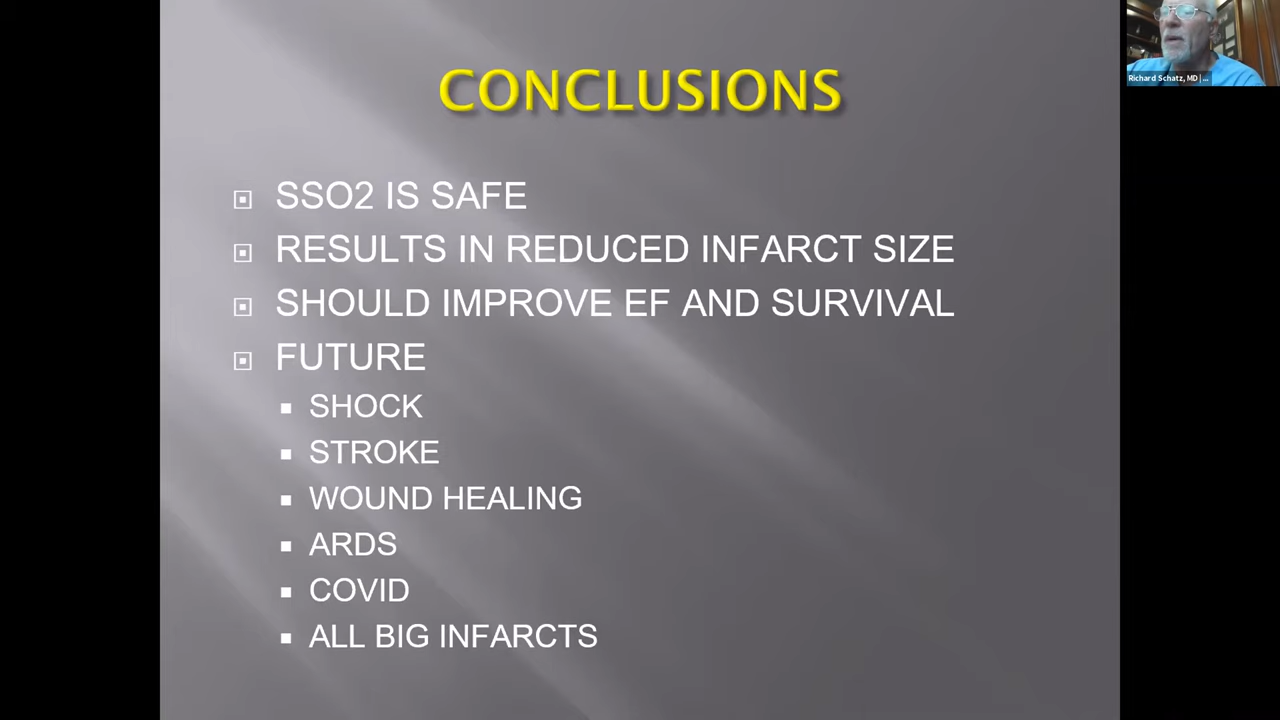 CONCLUSIONS
SSO2 IS SAFE
RESULTS IN REDUCED INFARCT SIZE
SHOULD IMPROVE EF AND SURVIVAL
FUTURE
SHOCK
STROKE
WOUND HEALING
ARDS
COVID
ALL BIG INFARCTS
Richard Schatz, MD | ...